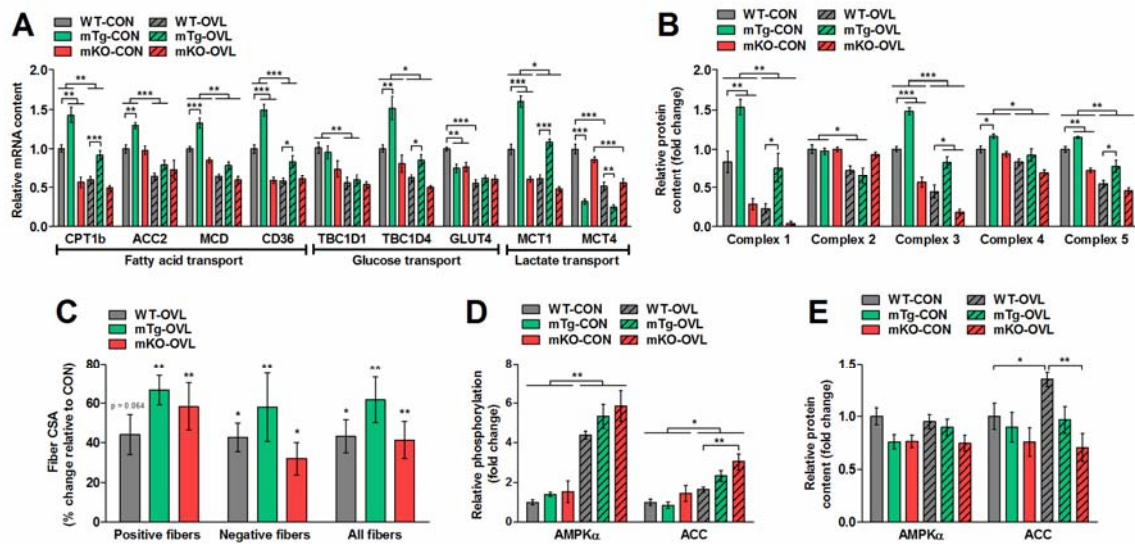 A
WT-CON WT-OVL
mTg-CON mTg-OVL
mKO-CON mKO-OVL
Relative mRNA content
2.0
1.5
1.0
0.5
0.0
** ** *** *** ** *** ** *** *** *** * * ** * ** *** * *** *** *** *** *** **
CPT1b ACC2 MCD CD36 TBC1D1 TBC1D4 GLUT4 MCT1 MCT4
Fatty acid transport Glucose transport Lactate transport
B
WT-CON WT-OVL
mTg-CON mTg-OVL
mKO-CON mKO-OVL
Relative protein
content (fold change)
2.0
1.5
1.0
0.5
0.0
** ** * * *** *** * * * ** ** *
Complex 1 Complex 2 Complex 3 Complex 4 Complex 5
C
WT-OVL
mTg-OVL
mKO-OVL
Fiber CSA
(% change relative to CON)
80
60
40
20
0
p = 0.064 ** ** * ** * * ** **
Positive fibers Negative fibers All fibers
D
WT-CON WT-OVL
mTg-CON mTg-OVL
mKO-CON mKO-OVL
Relative phosphorylation
(fold change)
8
6
4
2
0
** * **
AMPKα ACC
E
WT-CON WT-OVL
mTg-CON mTg-OVL
mKO-CON mKO-OVL
Relative protein
content (fold change)
1.5
1.0
0.5
0.0
* **
AMPKα ACC